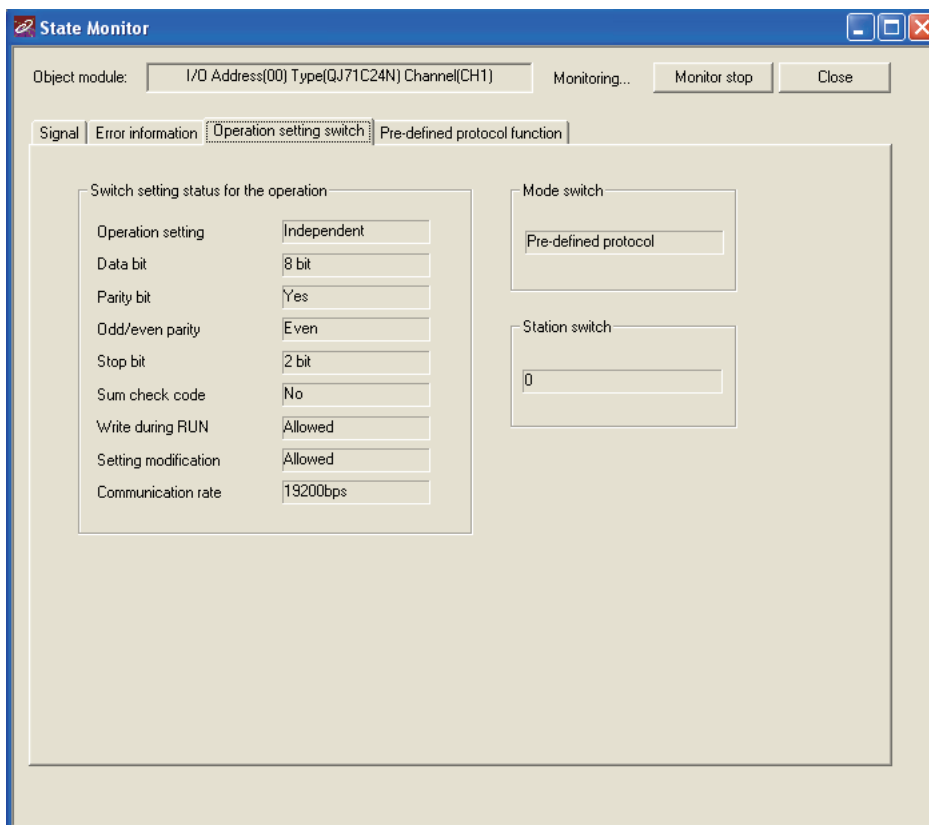 State Monitor
Object module: I/O Address(00) Type(QJ71C24N) Channel(CH1) Monitoring... Monitor stop Close
Signal Error information Operation setting switch Pre-defined protocol function
Switch setting status for the operation
Operation setting Independent
Data bit 8 bit
Parity bit Yes
Odd/even parity Even
Stop bit 2 bit
Sum check code No
Write during RUN Allowed
Setting modification Allowed
Communication rate 19200bps
Mode switch
Pre-defined protocol
Station switch
0